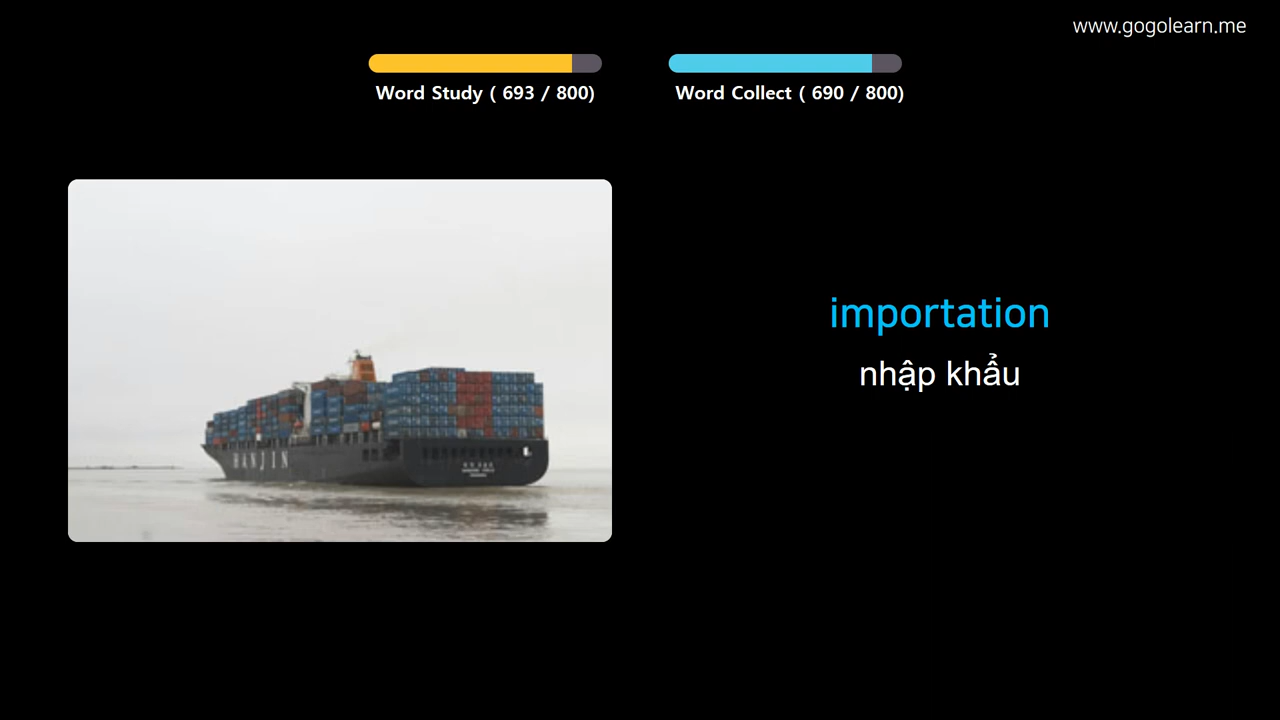 www.gogolearn.me
Word Study ( 693 / 800)
Word Collect ( 690 / 800)
HANJIN
importation
nhập khẩu